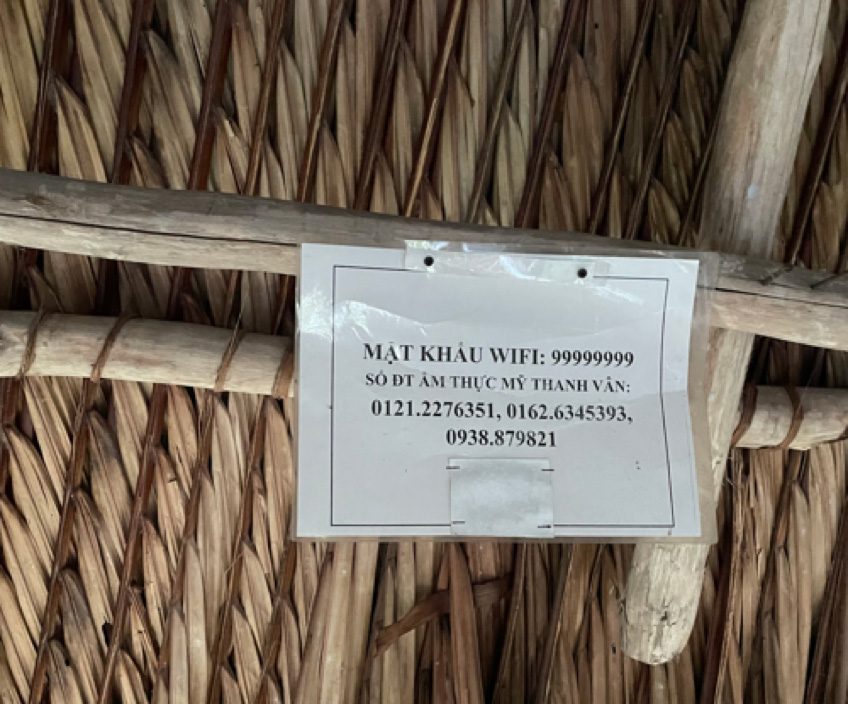 MẬT KHẨU WIFI: 99999999
SỐ ĐT ẨM THỰC MỸ THANH VÂN:
0121.2276351, 0162.6345393,
0938.879821